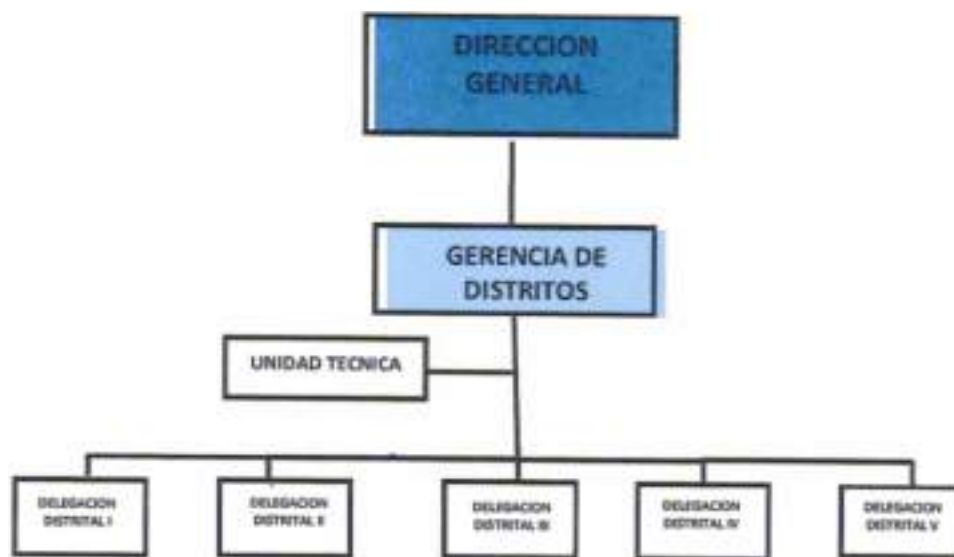 DIRECCION
GENERAL
GERENCIA DE
DISTRITOS
UNIDAD TECNICA
DELEGACION
DISTRITAL I
DELEGACION
DISTRITAL II
DELEGACION
DISTRITAL III
DELEGACION
DISTRITAL IV
DELEGACION
DISTRITAL V